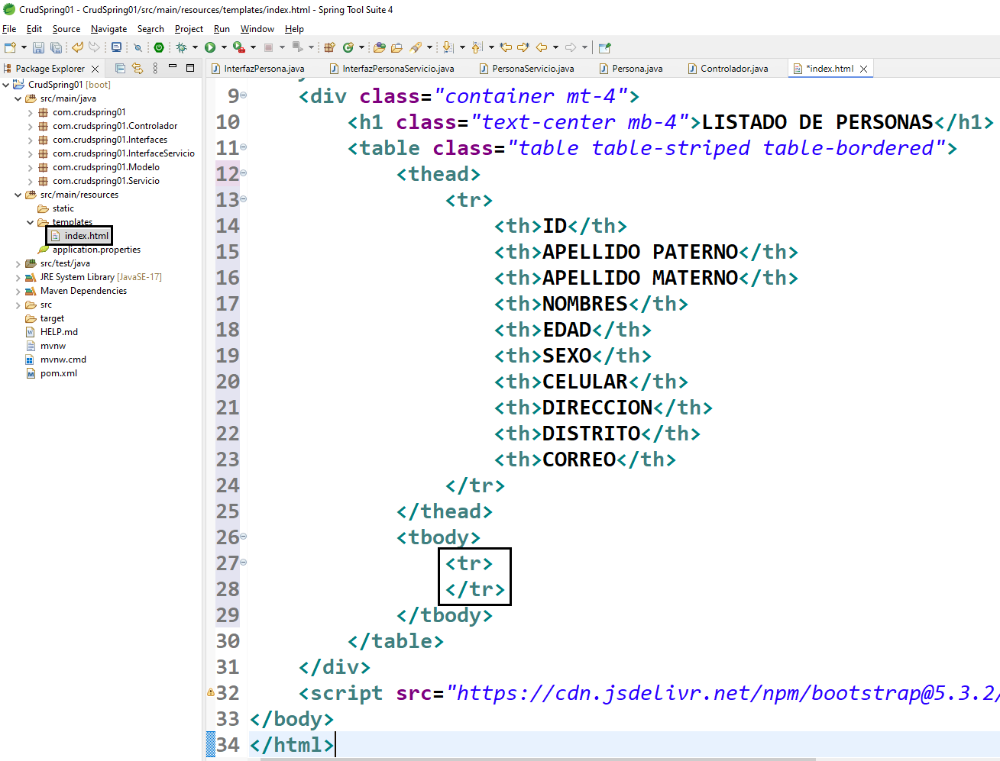 CrudSpring01 - CrudSpring01/src/main/resources/templates/index.html - Spring Tool Suite 4
File Edit Source Navigate Search Project Run Window Help
Package Explorer
CrudSpring01 [boot]
src/main/java
com.crudspring01
com.crudspring01.Controlador
com.crudspring01.Interfaces
com.crudspring01.InterfaceServicio
com.crudspring01.Modelo
com.crudspring01.Servicio
src/main/resources
static
templates
index.html
application.properties
src/test/java
JRE System Library [JavaSE-17]
Maven Dependencies
src
target
HELP.md
mvnw
mvnw.cmd
pom.xml
InterfazPersona.java InterfazPersonaServicio.java PersonaServicio.java Persona.java Controlador.java *index.html
9 <div class="container mt-4">
10 <h1 class="text-center mb-4">LISTADO DE PERSONAS</h1>
11 <table class="table table-striped table-bordered">
12 <thead>
13 <tr>
14 <th>ID</th>
15 <th>APELLIDO PATERNO</th>
16 <th>APELLIDO MATERNO</th>
17 <th>NOMBRES</th>
18 <th>EDAD</th>
19 <th>SEXO</th>
20 <th>CELULAR</th>
21 <th>DIRECCION</th>
22 <th>DISTRITO</th>
23 <th>CORREO</th>
24 </tr>
25 </thead>
26 <tbody>
27 <tr>
28 </tr>
29 </tbody>
30 </table>
31 </div>
32 <script src="https://cdn.jsdelivr.net/npm/bootstrap@5.3.2/
33 </body>
34 </html>